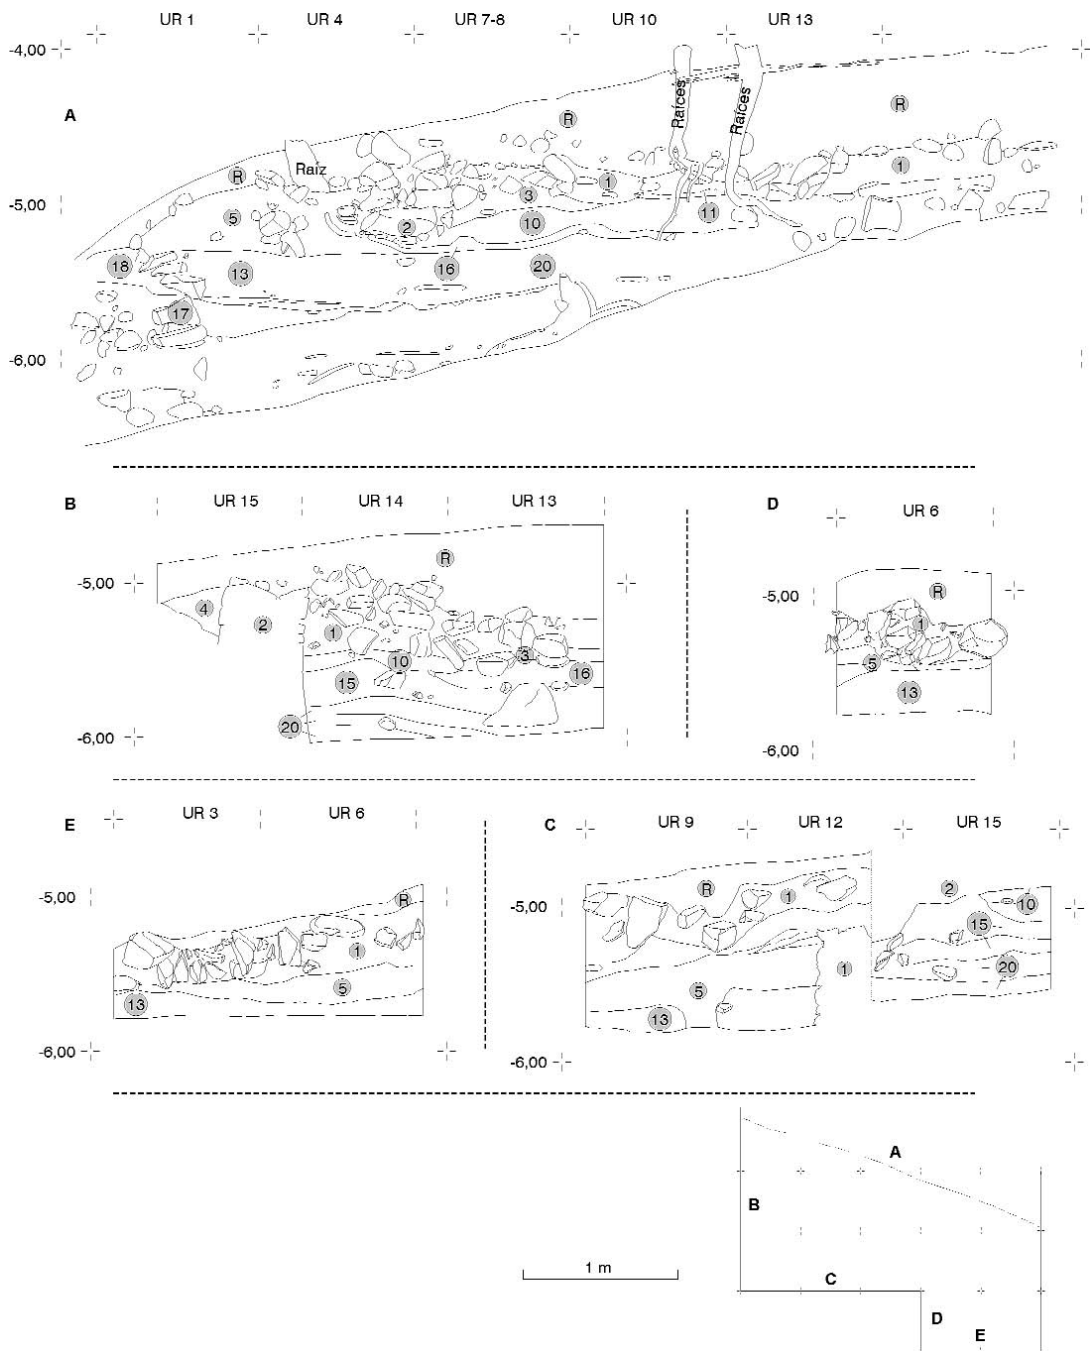 UR 1 UR 4 UR 7-8 UR 10 UR 13
-4,00
A
Raíces Raíces
R R
R Raíz
1 1
3
-5,00
5 2 10 11
18 13 16 20
17
-6,00
B UR 15 UR 14 UR 13
R
-5,00
4 2 1
10 3
15 16
20
-6,00
D UR 6
-5,00 R
1
5
13
-6,00
E UR 3 UR 6
-5,00 R
1
5
13
-6,00
C UR 9 UR 12 UR 15
-5,00 R 1 2 10
15
1 20
5
13
-6,00
A
B
1 m
C
D
E